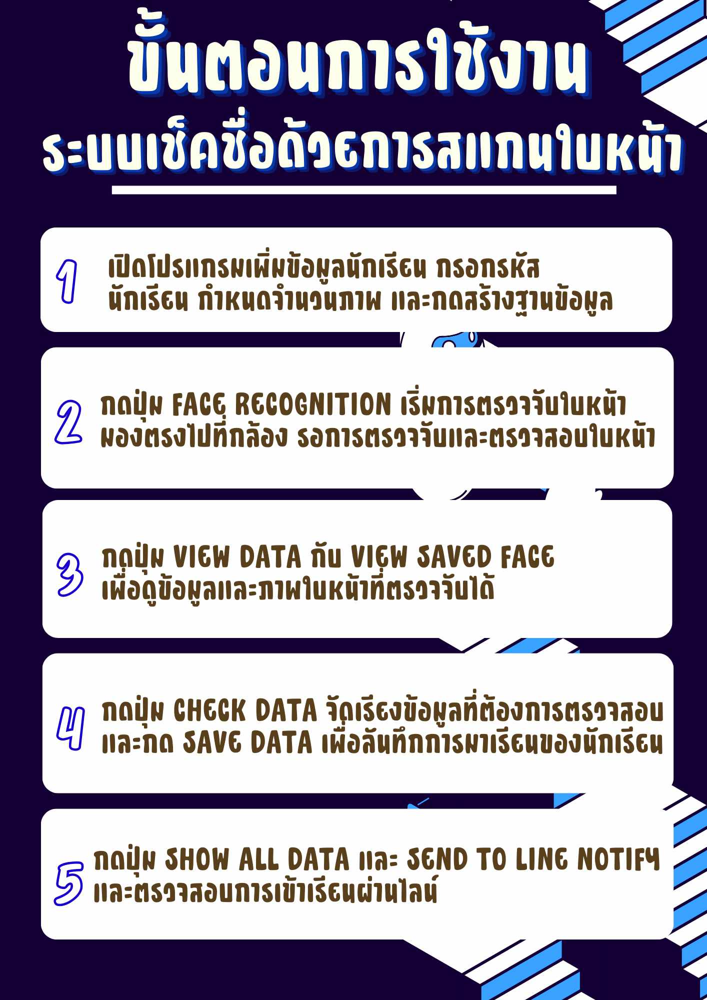 ขั้นตอนการใช้งาน
ระบบเช็คชื่อด้วยการสแกนใบหน้า
1
เปิดโปรแกรมเพิ่มข้อมูลนักเรียน กรอกรหัส
นักเรียน กำหนดจำนวนภาพ และกดสร้างฐานข้อมูล
2
กดปุ่ม FACE RECOGNITION เริ่มการตรวจจับใบหน้า
มองตรงไปที่กล้อง รอการตรวจจับและตรวจสอบใบหน้า
3
กดปุ่ม VIEW DATA กับ VIEW SAVED FACE
เพื่อดูข้อมูลและภาพใบหน้าที่ตรวจจับได้
4
กดปุ่ม CHECK DATA จัดเรียงข้อมูลที่ต้องการตรวจสอบ
และกด SAVE DATA เพื่อลันทึกการมาเรียนของนักเรียน
5
กดปุ่ม SHOW ALL DATA และ SEND TO LINE NOTIFY
และตรวจสอบการเข้าเรียนผ่านไลน์